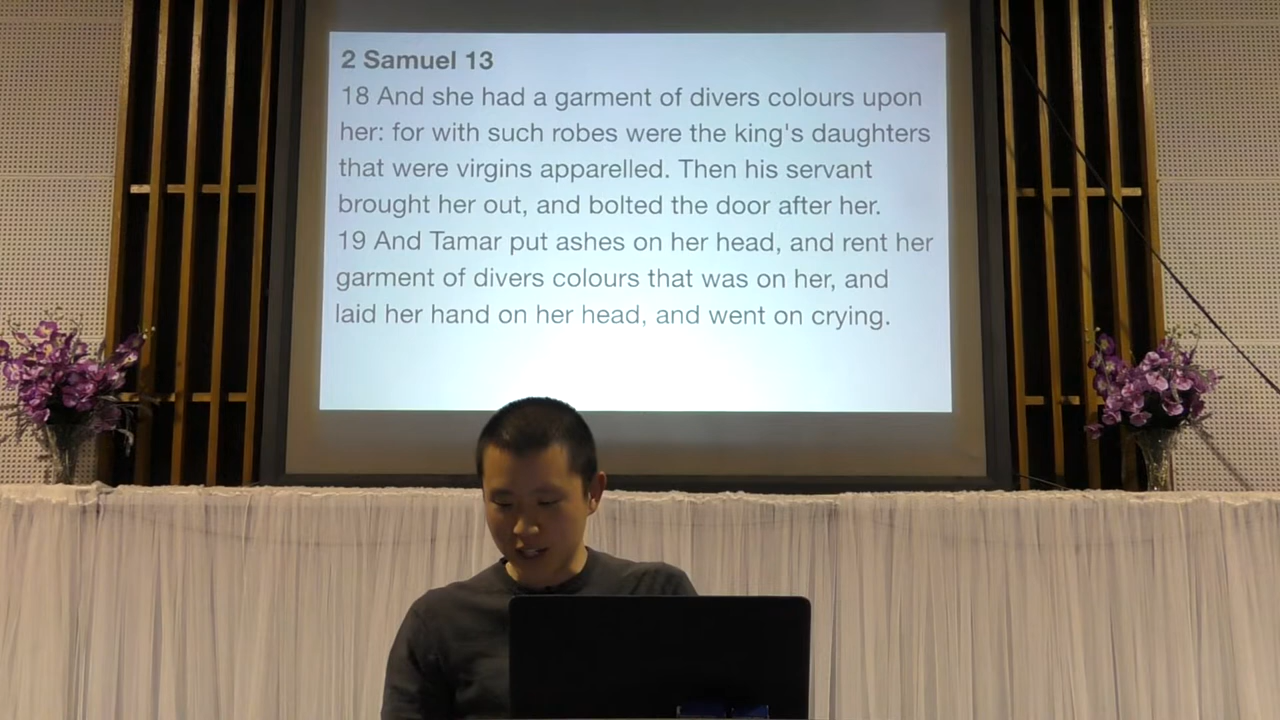 2 Samuel 13
18 And she had a garment of divers colours upon
her: for with such robes were the king's daughters
that were virgins apparelled. Then his servant
brought her out, and bolted the door after her.
19 And Tamar put ashes on her head, and rent her
garment of divers colours that was on her, and
laid her hand on her head, and went on crying.